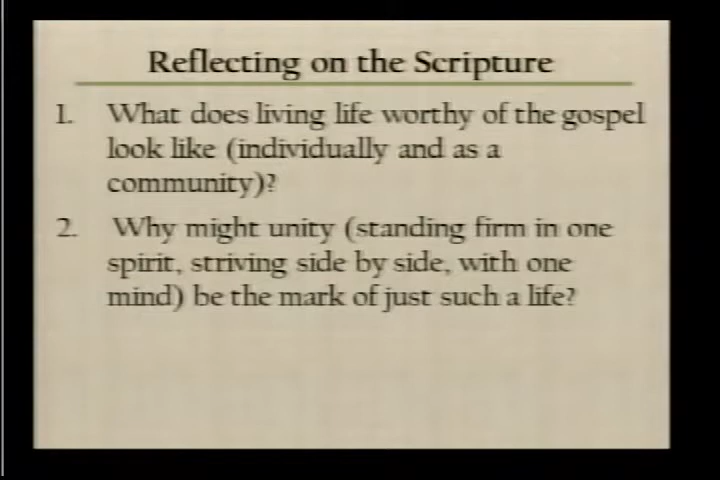 Reflecting on the Scripture
1. What does living life worthy of the gospel
look like (individually and as a
community)?
2. Why might unity (standing firm in one
spirit, striving side by side, with one
mind) be the mark of just such a life?